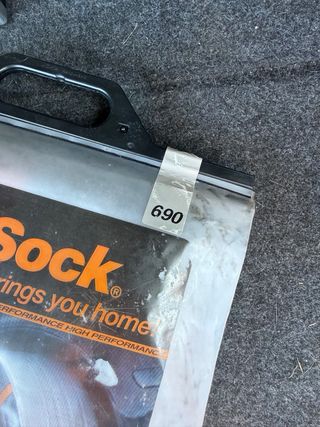 690
Sock®
rings you home!
PERFORMANCE HIGH PERFORMANCE